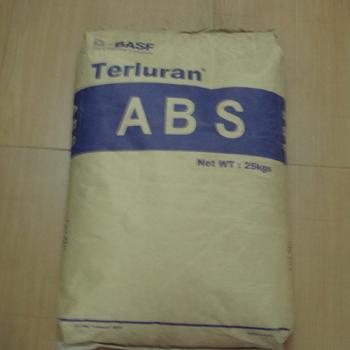 BASF
Terluran®
ABS
Net WT : 25kgs